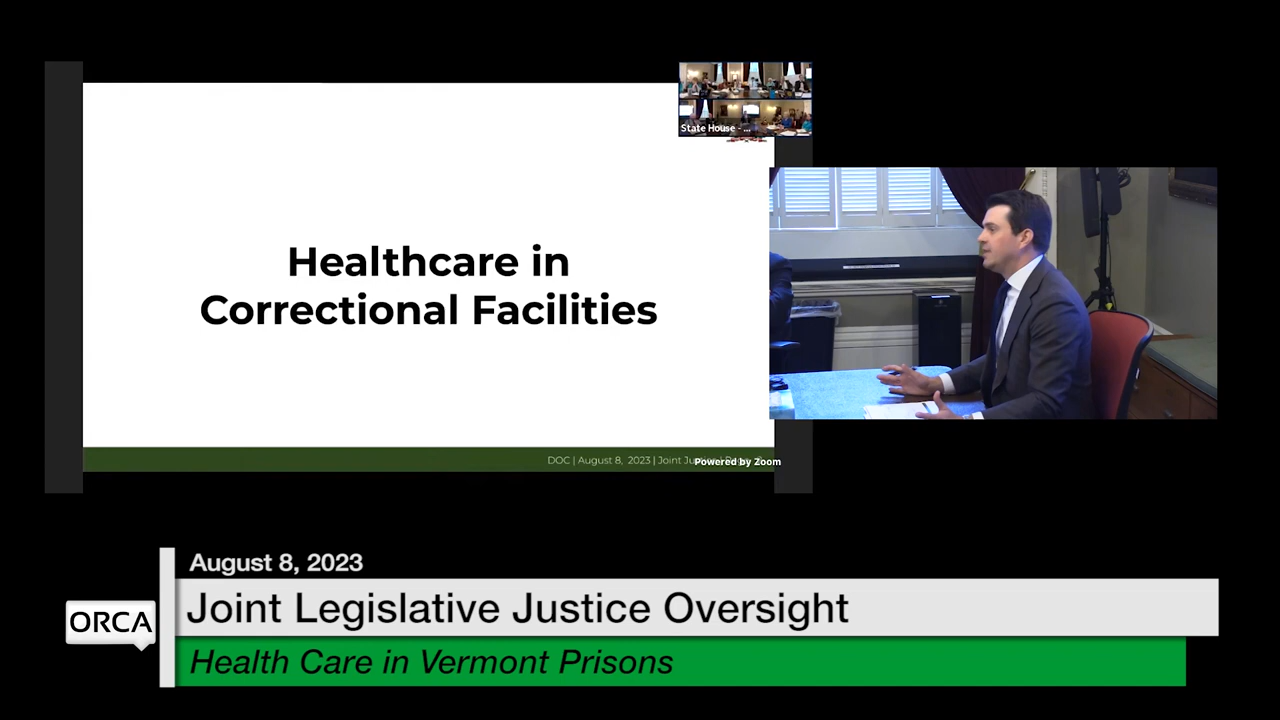 State House - ...
Healthcare in
Correctional Facilities
DOC | August 8, 2023 | Joint
Powered by Zoom
August 8, 2023
ORCA
Joint Legislative Justice Oversight
Health Care in Vermont Prisons